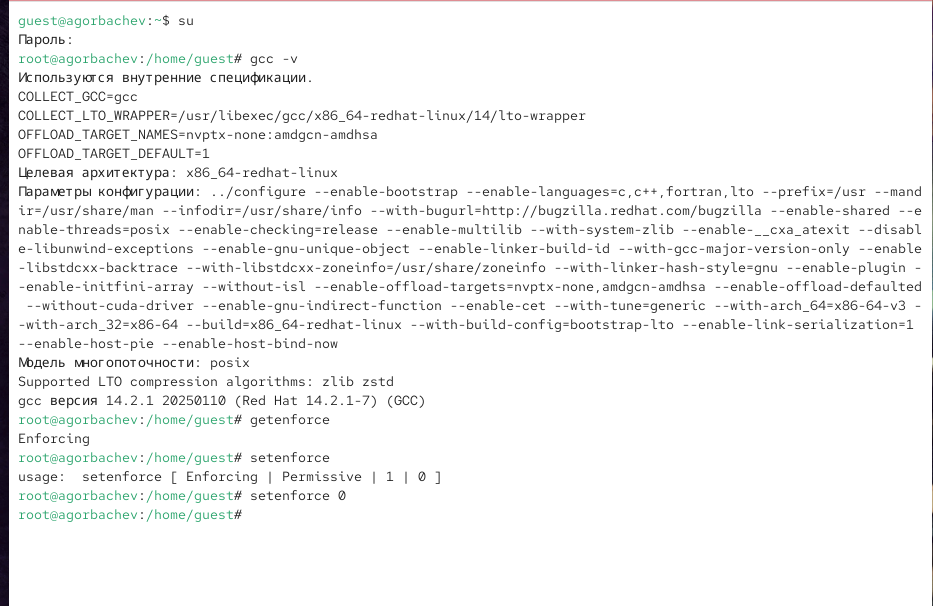 guest@agorbachev:~$ su
Пароль:
root@agorbachev:/home/guest# gcc -v
Используются внутренние спецификации.
COLLECT_GCC=gcc
COLLECT_LTO_WRAPPER=/usr/libexec/gcc/x86_64-redhat-linux/14/lto-wrapper
OFFLOAD_TARGET_NAMES=nvptx-none:amdgcn-amdhsa
OFFLOAD_TARGET_DEFAULT=1
Целевая архитектура: x86_64-redhat-linux
Параметры конфигурации: ../configure --enable-bootstrap --enable-languages=c,c++,fortran,lto --prefix=/usr --mand
ir=/usr/share/man --infodir=/usr/share/info --with-bugurl=http://bugzilla.redhat.com/bugzilla --enable-shared --e
nable-threads=posix --enable-checking=release --enable-multilib --with-system-zlib --enable-__cxa_atexit --disabl
e-libunwind-exceptions --enable-gnu-unique-object --enable-linker-build-id --with-gcc-major-version-only --enable
-libstdcxx-backtrace --with-libstdcxx-zoneinfo=/usr/share/zoneinfo --with-linker-hash-style=gnu --enable-plugin -
-enable-initfini-array --without-isl --enable-offload-targets=nvptx-none,amdgcn-amdhsa --enable-offload-defaulted
 --without-cuda-driver --enable-gnu-indirect-function --enable-cet --with-tune=generic --with-arch_64=x86-64-v3 -
-with-arch_32=x86-64 --build=x86_64-redhat-linux --with-build-config=bootstrap-lto --enable-link-serialization=1
--enable-host-pie --enable-host-bind-now
Модель многопоточности: posix
Supported LTO compression algorithms: zlib zstd
gcc версия 14.2.1 20250110 (Red Hat 14.2.1-7) (GCC)
root@agorbachev:/home/guest# getenforce
Enforcing
root@agorbachev:/home/guest# setenforce
usage:  setenforce [ Enforcing | Permissive | 1 | 0 ]
root@agorbachev:/home/guest# setenforce 0
root@agorbachev:/home/guest#